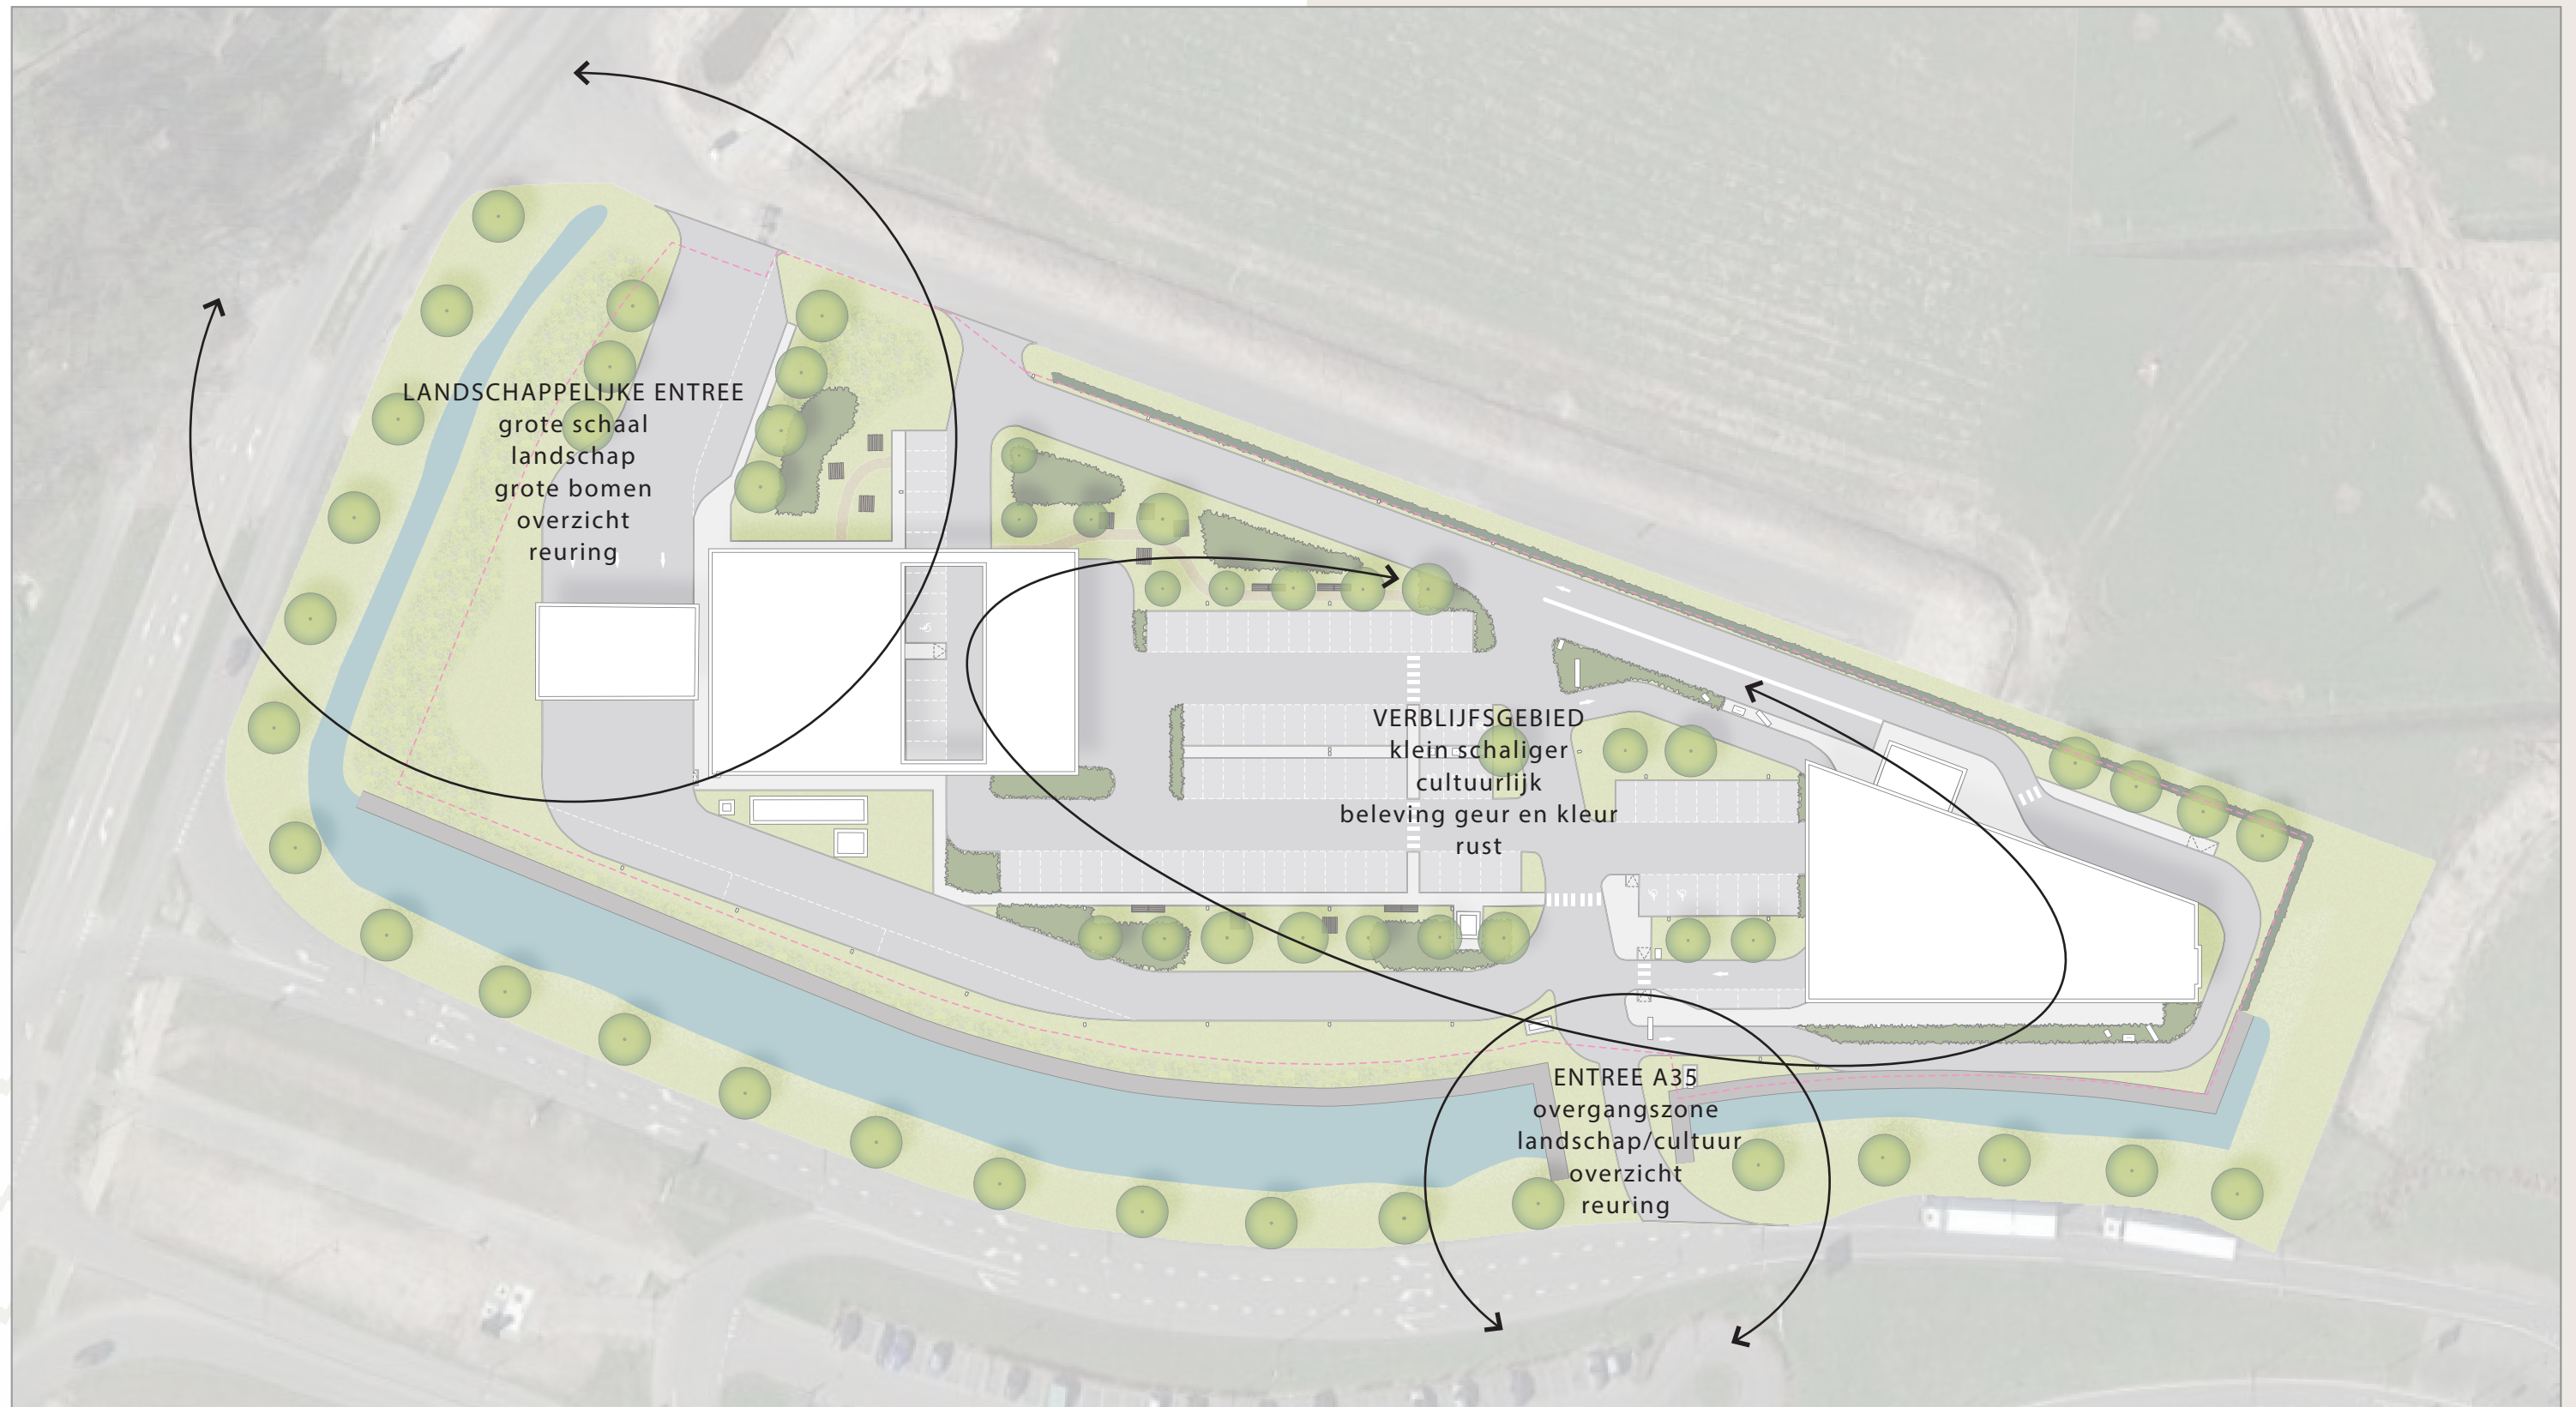 LANDSCHAPPELIJKE ENTREE
grote schaal
landschap
grote bomen
overzicht
reuring
VERBLIJFSGEBIED
klein schaliger
cultuurlijk
beleving geur en kleur
rust
ENTREE A35
overgangszone
landschap/cultuur
overzicht
reuring